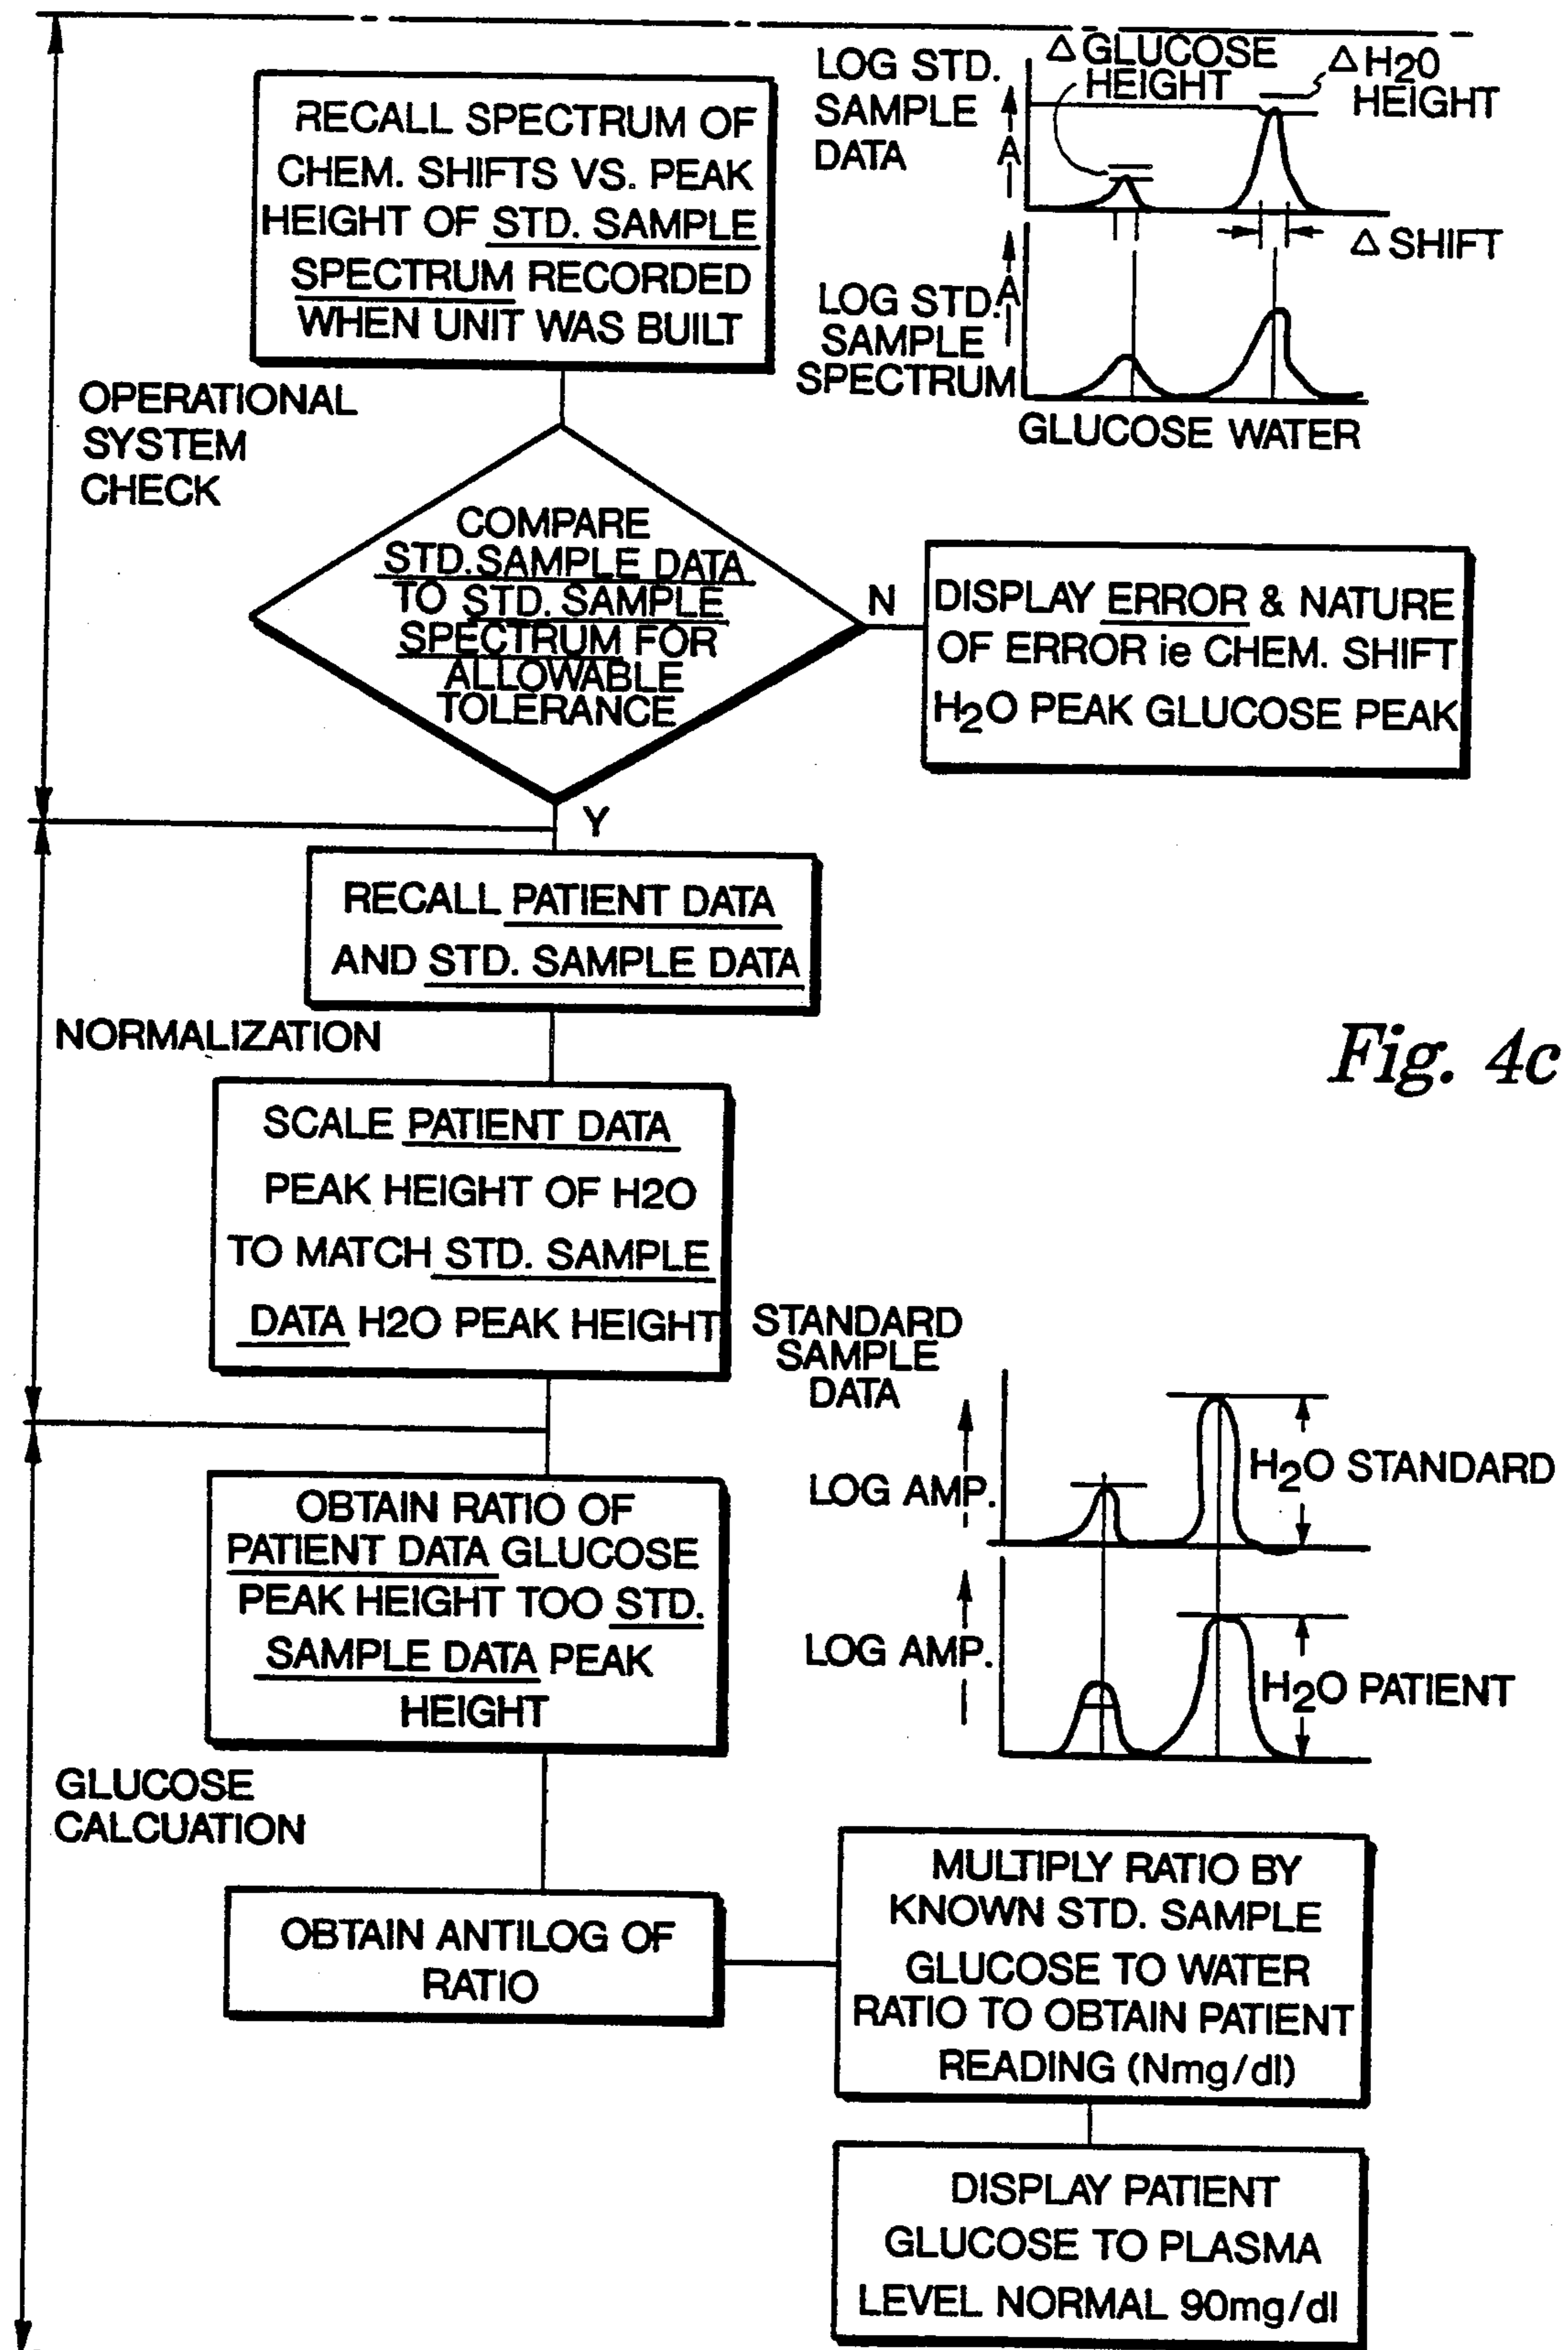 RECALL SPECTRUM OF
CHEM. SHIFTS VS. PEAK
HEIGHT OF STD. SAMPLE
SPECTRUM RECORDED
WHEN UNIT WAS BUILT
LOG STD.
SAMPLE
DATA
A
Δ GLUCOSE
HEIGHT
Δ H2O
HEIGHT
Δ SHIFT
LOG STD.
SAMPLE
SPECTRUM
A
GLUCOSE WATER
OPERATIONAL
SYSTEM
CHECK
COMPARE
STD.SAMPLE DATA
TO STD. SAMPLE
SPECTRUM FOR
ALLOWABLE
TOLERANCE
N
DISPLAY ERROR & NATURE
OF ERROR ie CHEM. SHIFT
H2O PEAK GLUCOSE PEAK
Y
RECALL PATIENT DATA
AND STD. SAMPLE DATA
NORMALIZATION
Fig. 4c
SCALE PATIENT DATA
PEAK HEIGHT OF H2O
TO MATCH STD. SAMPLE
DATA H2O PEAK HEIGHT
STANDARD
SAMPLE
DATA
LOG AMP.
H2O STANDARD
LOG AMP.
H2O PATIENT
OBTAIN RATIO OF
PATIENT DATA GLUCOSE
PEAK HEIGHT TOO STD.
SAMPLE DATA PEAK
HEIGHT
GLUCOSE
CALCUATION
OBTAIN ANTILOG OF
RATIO
MULTIPLY RATIO BY
KNOWN STD. SAMPLE
GLUCOSE TO WATER
RATIO TO OBTAIN PATIENT
READING (Nmg/dl)
DISPLAY PATIENT
GLUCOSE TO PLASMA
LEVEL NORMAL 90mg/dl